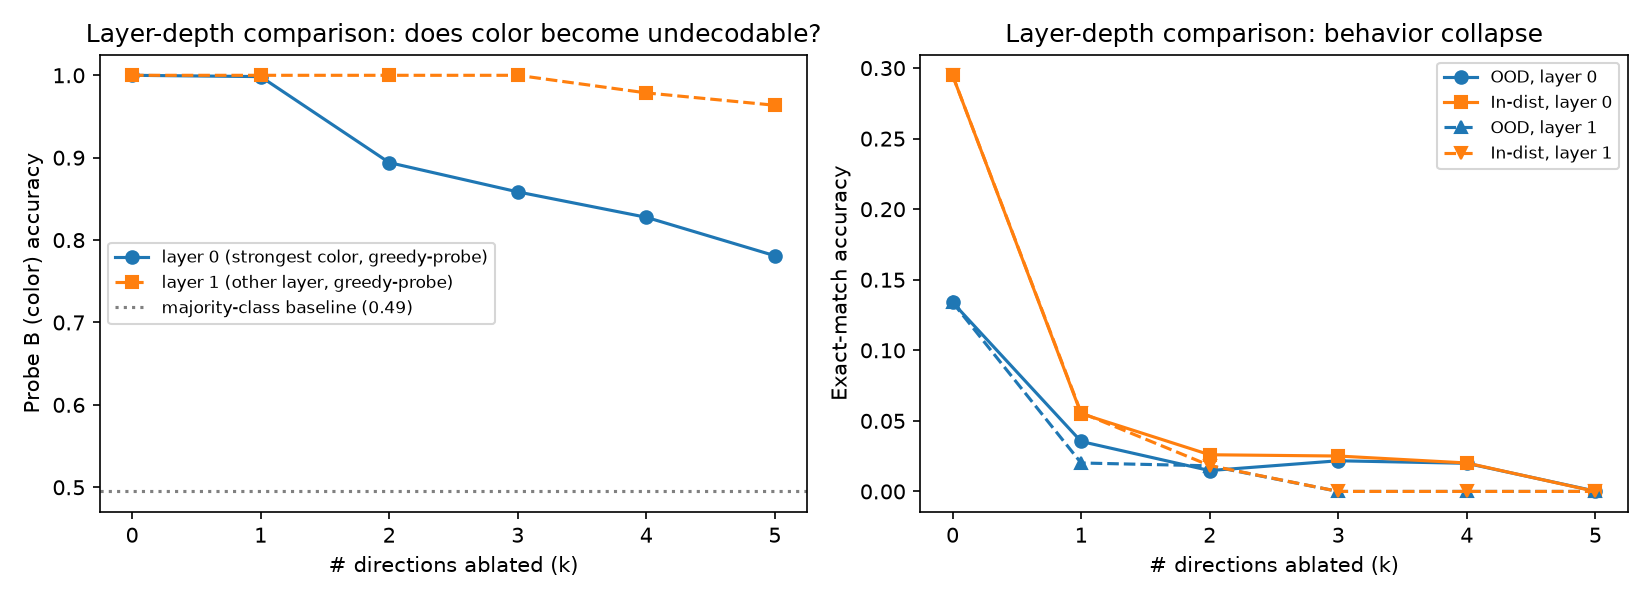 Layer-depth comparison: does color become undecodable?
1.0
0.9
0.8
0.7
0.6
0.5
Probe B (color) accuracy
layer 0 (strongest color, greedy-probe)
layer 1 (other layer, greedy-probe)
majority-class baseline (0.49)
0 1 2 3 4 5
# directions ablated (k)
Layer-depth comparison: behavior collapse
0.30
0.25
0.20
0.15
0.10
0.05
0.00
Exact-match accuracy
OOD, layer 0
In-dist, layer 0
OOD, layer 1
In-dist, layer 1
0 1 2 3 4 5
# directions ablated (k)